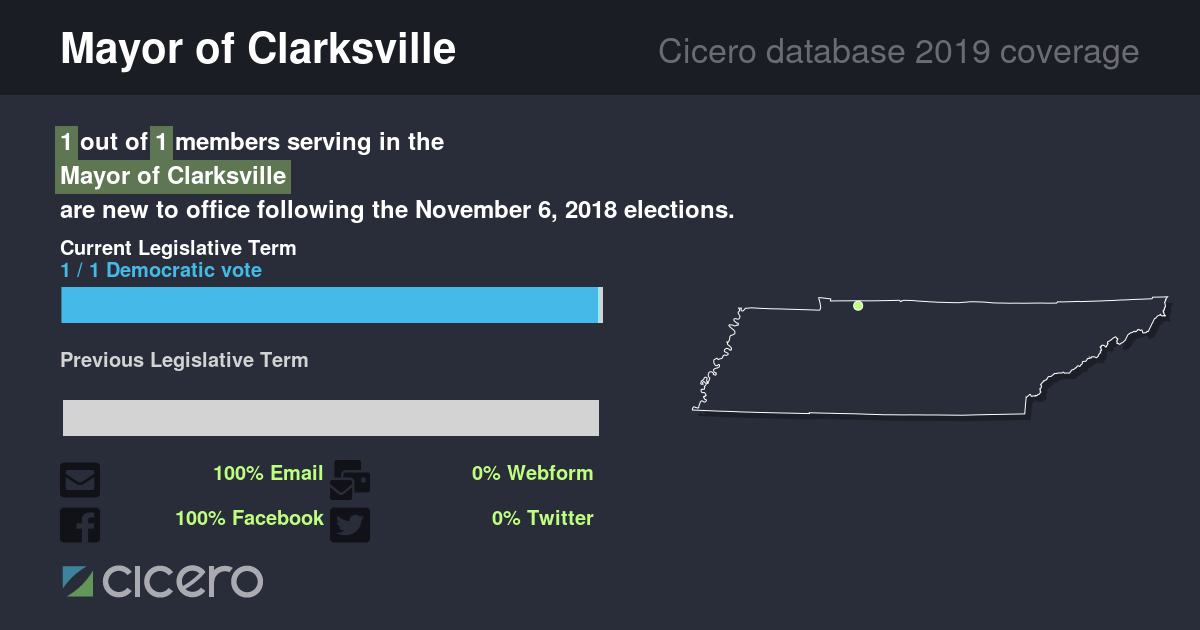 Mayor of Clarksville
Cicero database 2019 coverage
1 out of 1 members serving in the
Mayor of Clarksville
are new to office following the November 6, 2018 elections.
Current Legislative Term
1 / 1 Democratic vote
Previous Legislative Term
100% Email
0% Webform
100% Facebook
0% Twitter
cicero